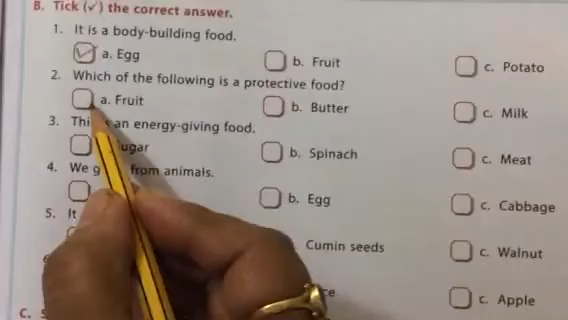 B. Tick (✓) the correct answer.
1. It is a body-building food.
a. Egg b. Fruit c. Potato
2. Which of the following is a protective food?
a. Fruit b. Butter c. Milk
3. an energy-giving food.
b. Spinach c. Meat
4. We from animals.
b. Egg c. Cabbage
5. It
Cumin seeds c. Walnut
c. Apple
C.